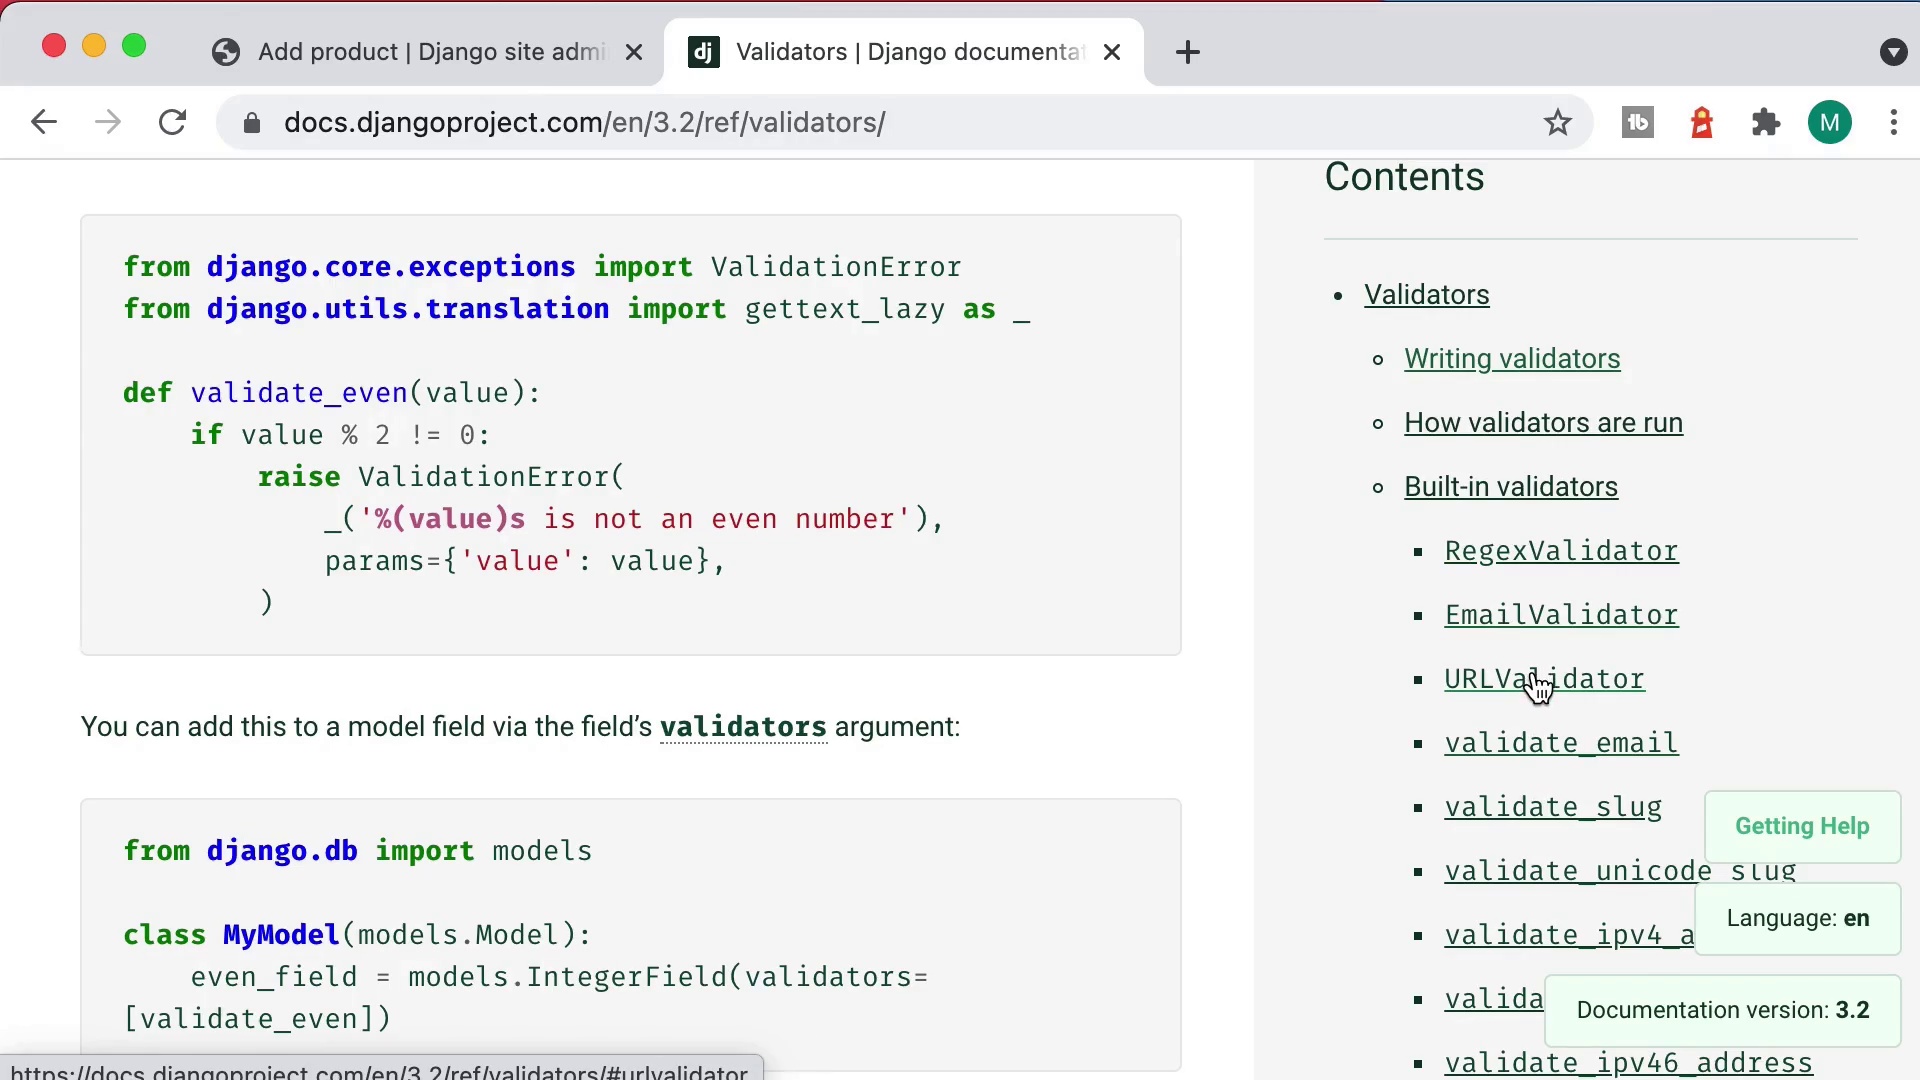 Add product | Django site admi
dj Validators | Django documentat
docs.djangoproject.com/en/3.2/ref/validators/
M
from django.core.exceptions import ValidationError
from django.utils.translation import gettext_lazy as _
def validate_even(value):
if value % 2 != 0:
raise ValidationError(
_('%(value)s is not an even number'),
params={'value': value},
)
You can add this to a model field via the field’s validators argument:
from django.db import models
class MyModel(models.Model):
even_field = models.IntegerField(validators=
[validate_even])
https://docs.djangoproject.com/en/3.2/ref/validators/#urlvalidator
Contents
Validators
Writing validators
How validators are run
Built-in validators
RegexValidator
EmailValidator
URLValidator
validate_email
validate_slug
validate_unicode_slug
validate_ipv4_a
valida
validate_ipv46_address
Getting Help
Language: en
Documentation version: 3.2